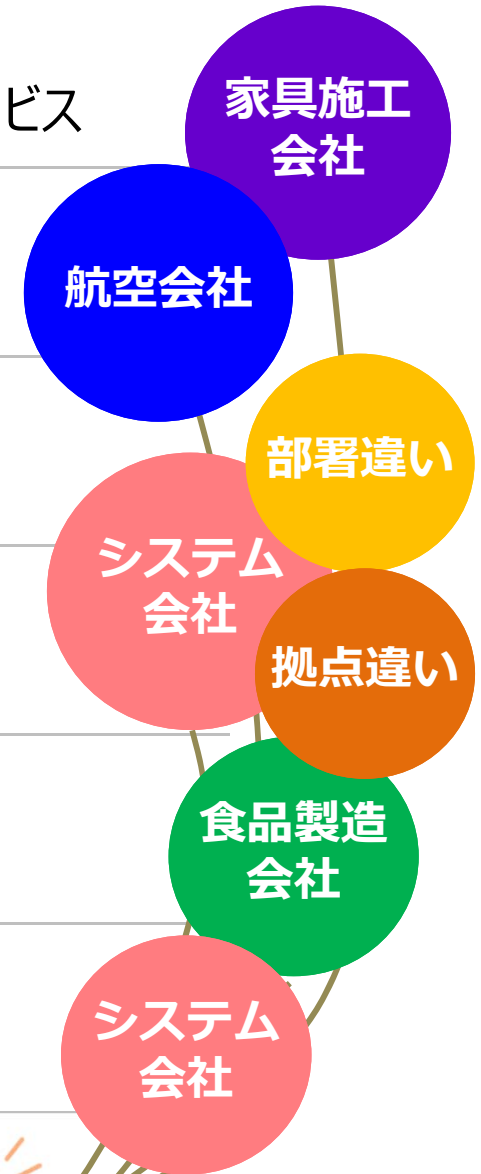 ビス
家具施工
会社
航空会社
部署違い
システム
会社
拠点違い
食品製造
会社
システム
会社